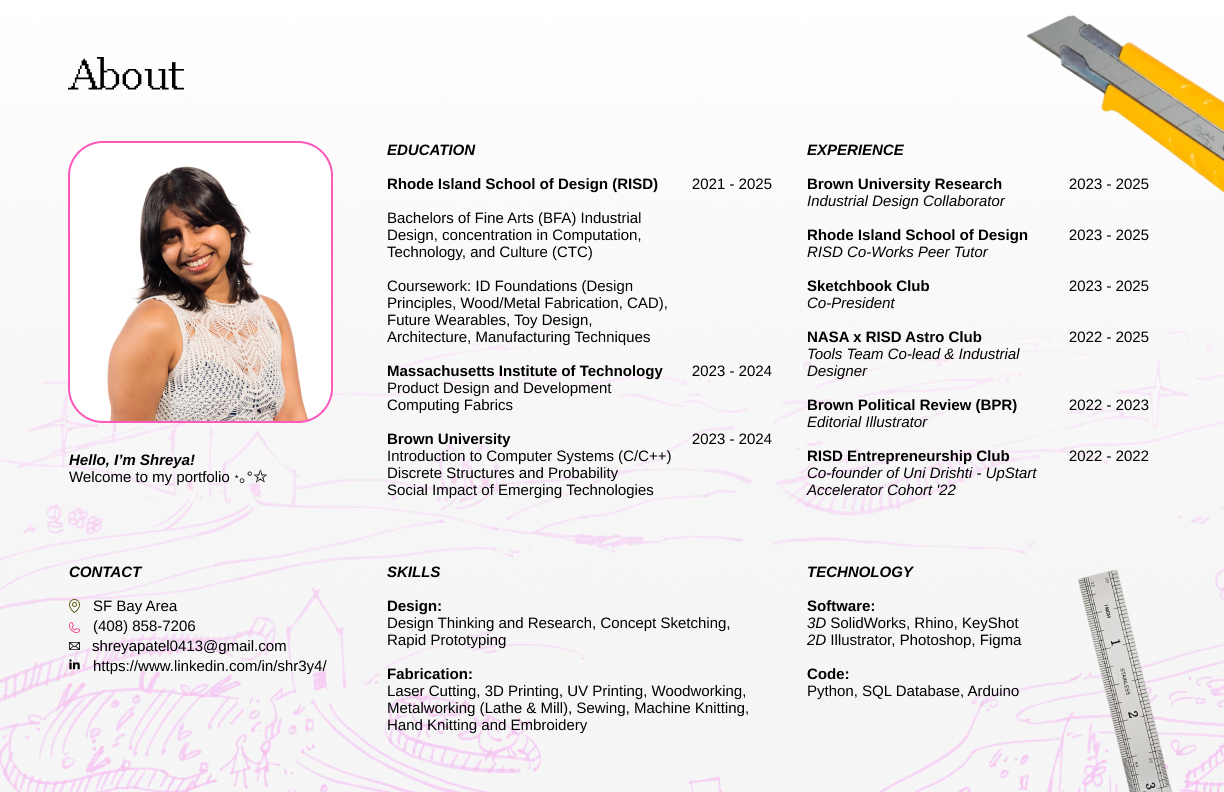 About
Hello, I’m Shreya!
Welcome to my portfolio ‧₊˚☆
EDUCATION
Rhode Island School of Design (RISD) 2021 - 2025
Bachelors of Fine Arts (BFA) Industrial
Design, concentration in Computation,
Technology, and Culture (CTC)
Coursework: ID Foundations (Design
Principles, Wood/Metal Fabrication, CAD),
Future Wearables, Toy Design,
Architecture, Manufacturing Techniques
Massachusetts Institute of Technology 2023 - 2024
Product Design and Development
Computing Fabrics
Brown University 2023 - 2024
Introduction to Computer Systems (C/C++)
Discrete Structures and Probability
Social Impact of Emerging Technologies
EXPERIENCE
Brown University Research 2023 - 2025
Industrial Design Collaborator
Rhode Island School of Design 2023 - 2025
RISD Co-Works Peer Tutor
Sketchbook Club 2023 - 2025
Co-President
NASA x RISD Astro Club 2022 - 2025
Tools Team Co-lead & Industrial
Designer
Brown Political Review (BPR) 2022 - 2023
Editorial Illustrator
RISD Entrepreneurship Club 2022 - 2022
Co-founder of Uni Drishti - UpStart
Accelerator Cohort ’22
CONTACT
SF Bay Area
(408) 858-7206
shreyapatel0413@gmail.com
in https://www.linkedin.com/in/shr3y4/
SKILLS
Design:
Design Thinking and Research, Concept Sketching,
Rapid Prototyping
Fabrication:
Laser Cutting, 3D Printing, UV Printing, Woodworking,
Metalworking (Lathe & Mill), Sewing, Machine Knitting,
Hand Knitting and Embroidery
TECHNOLOGY
Software:
3D SolidWorks, Rhino, KeyShot
2D Illustrator, Photoshop, Figma
Code:
Python, SQL Database, Arduino
1
STAINLESS
2
3